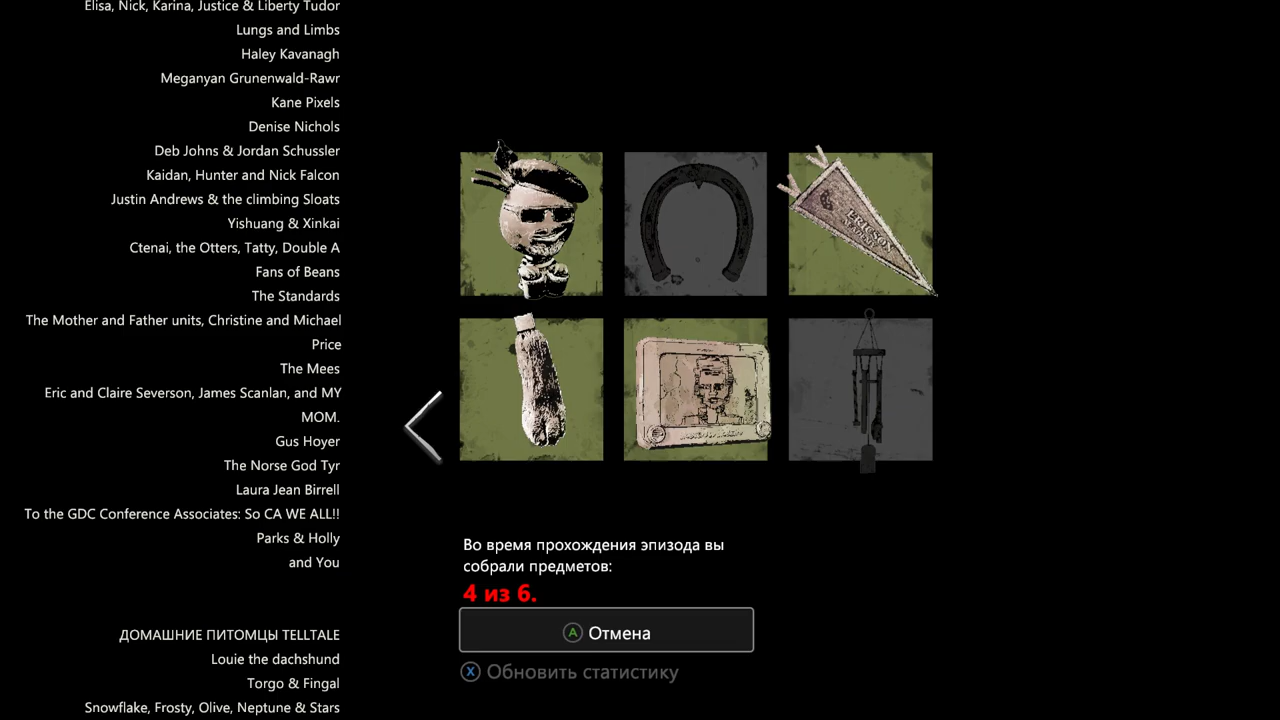 Elisa, Nick, Karina, Justice & Liberty Tudor
Lungs and Limbs
Haley Kavanagh
Meganyan Grunenwald-Rawr
Kane Pixels
Denise Nichols
Deb Johns & Jordan Schussler
Kaidan, Hunter and Nick Falcon
Justin Andrews & the climbing Sloats
Yishuang & Xinkai
Ctenai, the Otters, Tatty, Double A
Fans of Beans
The Standards
The Mother and Father units, Christine and Michael
Price
The Mees
Eric and Claire Severson, James Scanlan, and MY
MOM.
Gus Hoyer
The Norse God Tyr
Laura Jean Birrell
To the GDC Conference Associates: So CA WE ALL!!
Parks & Holly
and You
ДОМАШНИЕ ПИТОМЦЫ TELLTALE
Louie the dachshund
Torgo & Fingal
Snowflake, Frosty, Olive, Neptune & Stars
ERICSON
Во время прохождения эпизода вы
собрали предметов:
4 из 6.
A Отмена
X Обновить статистику